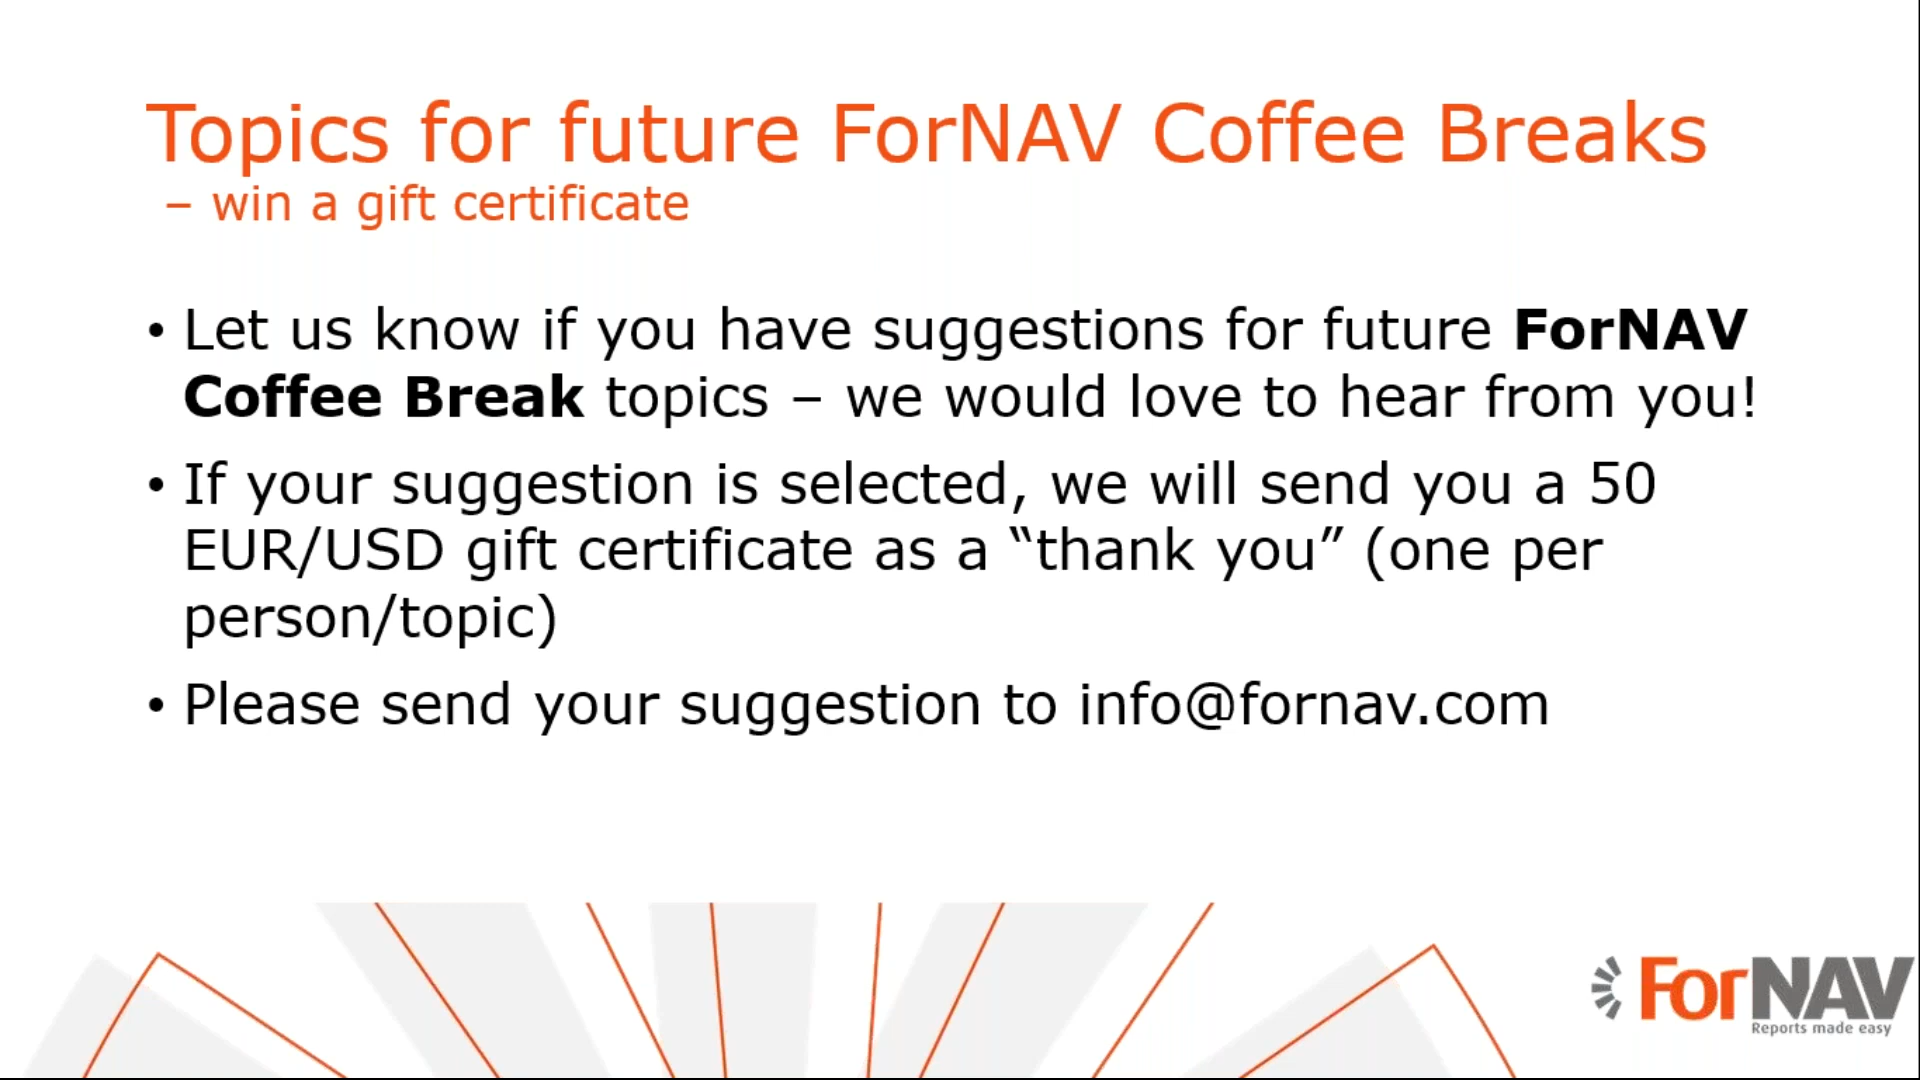 Topics for future ForNAV Coffee Breaks
– win a gift certificate
• Let us know if you have suggestions for future ForNAV
Coffee Break topics – we would love to hear from you!
• If your suggestion is selected, we will send you a 50
EUR/USD gift certificate as a “thank you” (one per
person/topic)
• Please send your suggestion to info@fornav.com
ForNAV
Reports made easy